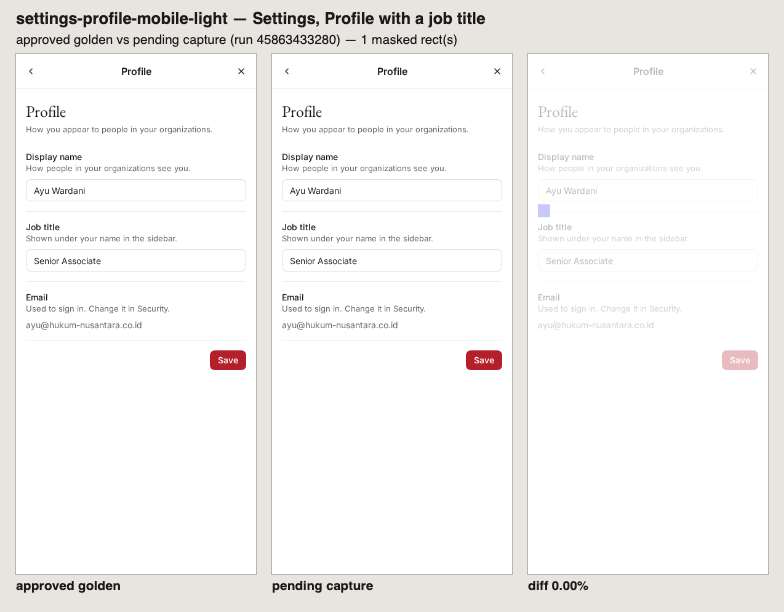 settings-profile-mobile-light — Settings, Profile with a job title
approved golden vs pending capture (run 45863433280) — 1 masked rect(s)
Profile
Profile
How you appear to people in your organizations.
Display name
How people in your organizations see you.
Ayu Wardani
Job title
Shown under your name in the sidebar.
Senior Associate
Email
Used to sign in. Change it in Security.
ayu@hukum-nusantara.co.id
Save
approved golden
Profile
Profile
How you appear to people in your organizations.
Display name
How people in your organizations see you.
Ayu Wardani
Job title
Shown under your name in the sidebar.
Senior Associate
Email
Used to sign in. Change it in Security.
ayu@hukum-nusantara.co.id
Save
pending capture
Profile
Profile
How you appear to people in your organizations.
Display name
How people in your organizations see you.
Ayu Wardani
Job title
Shown under your name in the sidebar.
Senior Associate
Email
Used to sign in. Change it in Security.
ayu@hukum-nusantara.co.id
Save
diff 0.00%